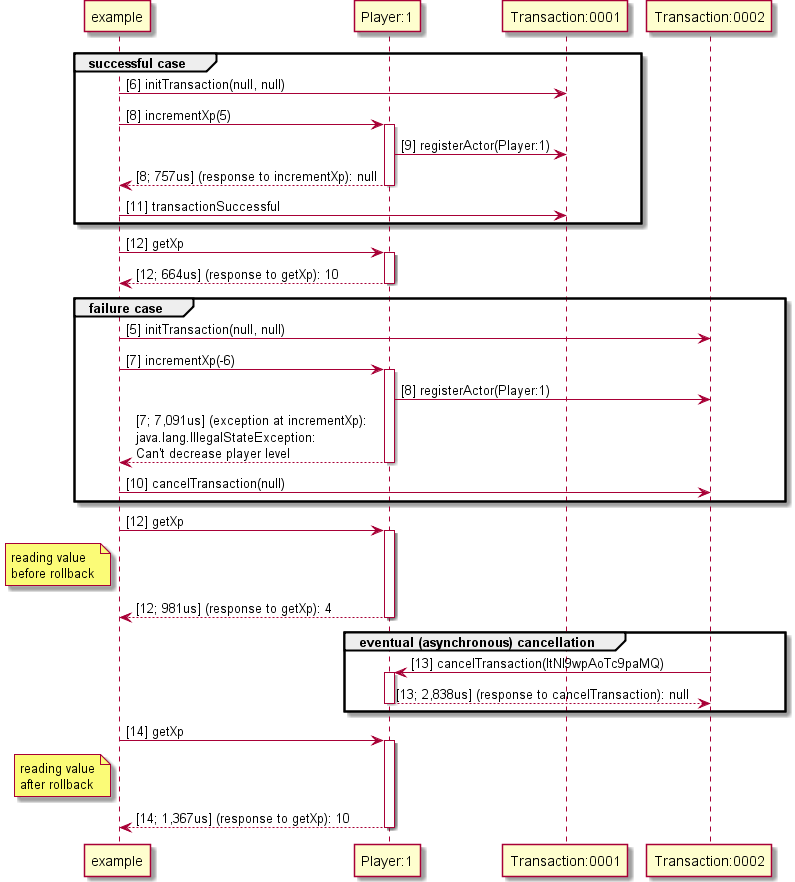 example
Player:1
Transaction:0001
Transaction:0002
successful case
[6] initTransaction(null, null)
[8] incrementXp(5)
[9] registerActor(Player:1)
[8; 757us] (response to incrementXp): null
[11] transactionSuccessful
[12] getXp
[12; 664us] (response to getXp): 10
failure case
[5] initTransaction(null, null)
[7] incrementXp(-6)
[8] registerActor(Player:1)
[7; 7,091us] (exception at incrementXp):
java.lang.IllegalStateException:
Can't decrease player level
[10] cancelTransaction(null)
[12] getXp
reading value
before rollback
[12; 981us] (response to getXp): 4
eventual (asynchronous) cancellation
[13] cancelTransaction(ItNl9wpAoTc9paMQ)
[13; 2,838us] (response to cancelTransaction): null
[14] getXp
reading value
after rollback
[14; 1,367us] (response to getXp): 10
example
Player:1
Transaction:0001
Transaction:0002